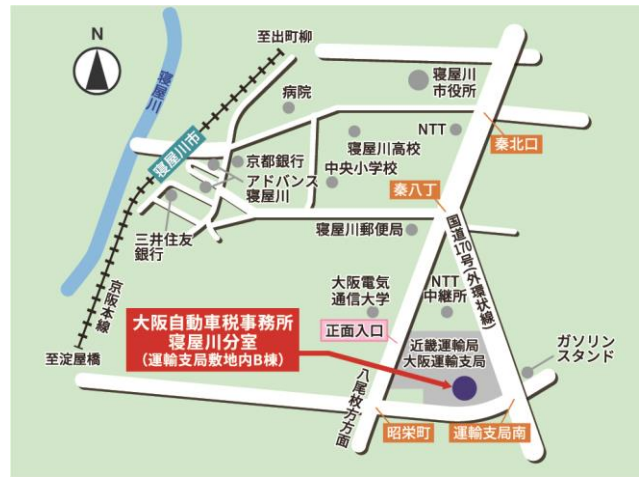 N
至出町柳
寝屋川
病院
寝屋川
市役所
寝屋川市
NTT
秦北口
寝屋川高校
京都銀行
中央小学校
アドバンス
寝屋川
秦八丁
三井住友
銀行
寝屋川郵便局
国道170号(外環状線)
京阪本線
大阪電気
通信大学
NTT
中継所
大阪自動車税事務所
寝屋川分室
(運輸支局敷地内B棟)
正面入口
近畿運輸局
大阪運輸支局
ガソリン
スタンド
至淀屋橋
八尾枚方方面
昭栄町
運輸支局南